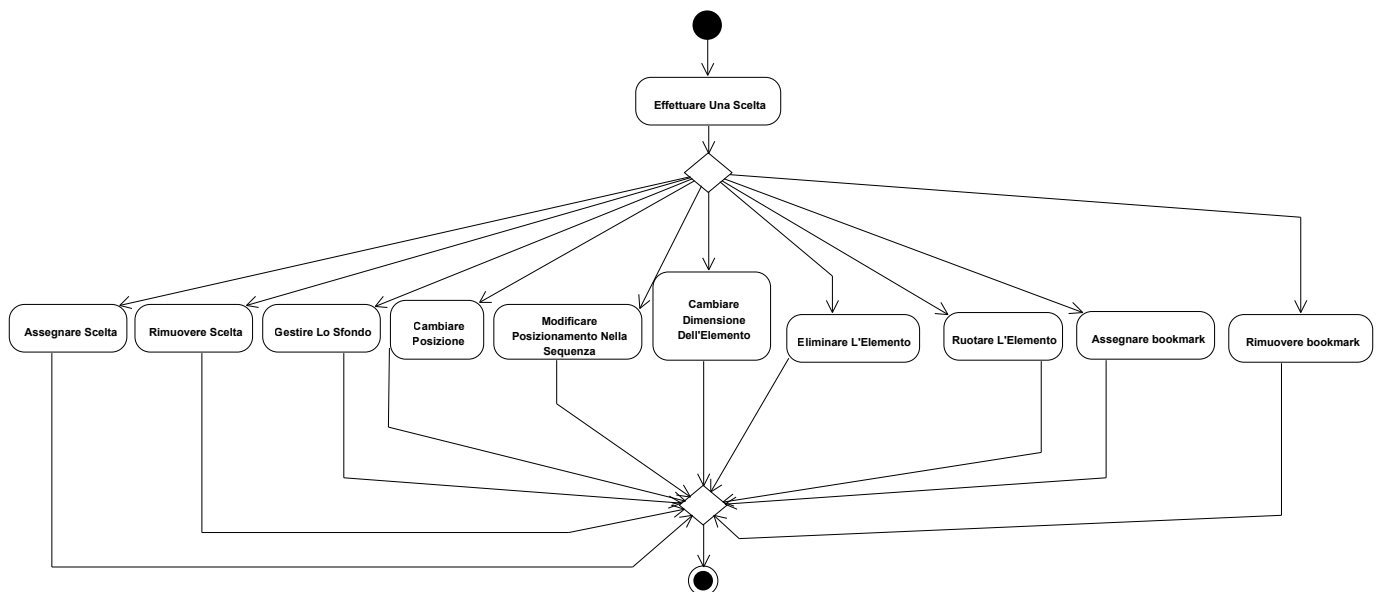 Effettuare Una Scelta
Assegnare Scelta
Rimuovere Scelta
Gestire Lo Sfondo
Cambiare
Posizione
Modificare
Posizionamento Nella
Sequenza
Cambiare
Dimensione
Dell'Elemento
Eliminare L'Elemento
Ruotare L'Elemento
Assegnare bookmark
Rimuovere bookmark